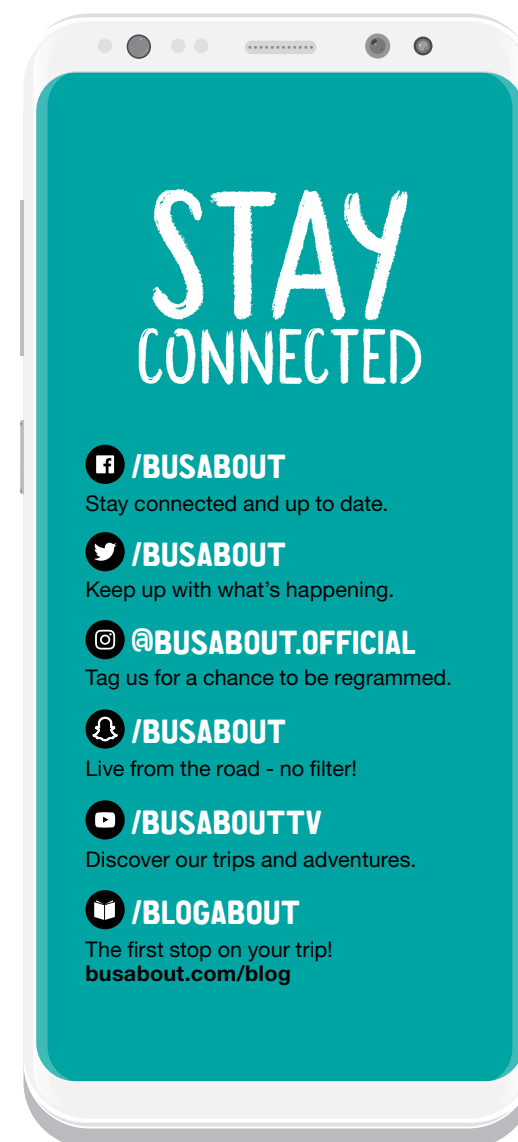 STAY
CONNECTED
/BUSABOUT
Stay connected and up to date.
/BUSABOUT
Keep up with what's happening.
@BUSABOUT.OFFICIAL
Tag us for a chance to be regrammed.
/BUSABOUT
Live from the road - no filter!
/BUSABOUTTV
Discover our trips and adventures.
/BLOGABOUT
The first stop on your trip!
busabout.com/blog